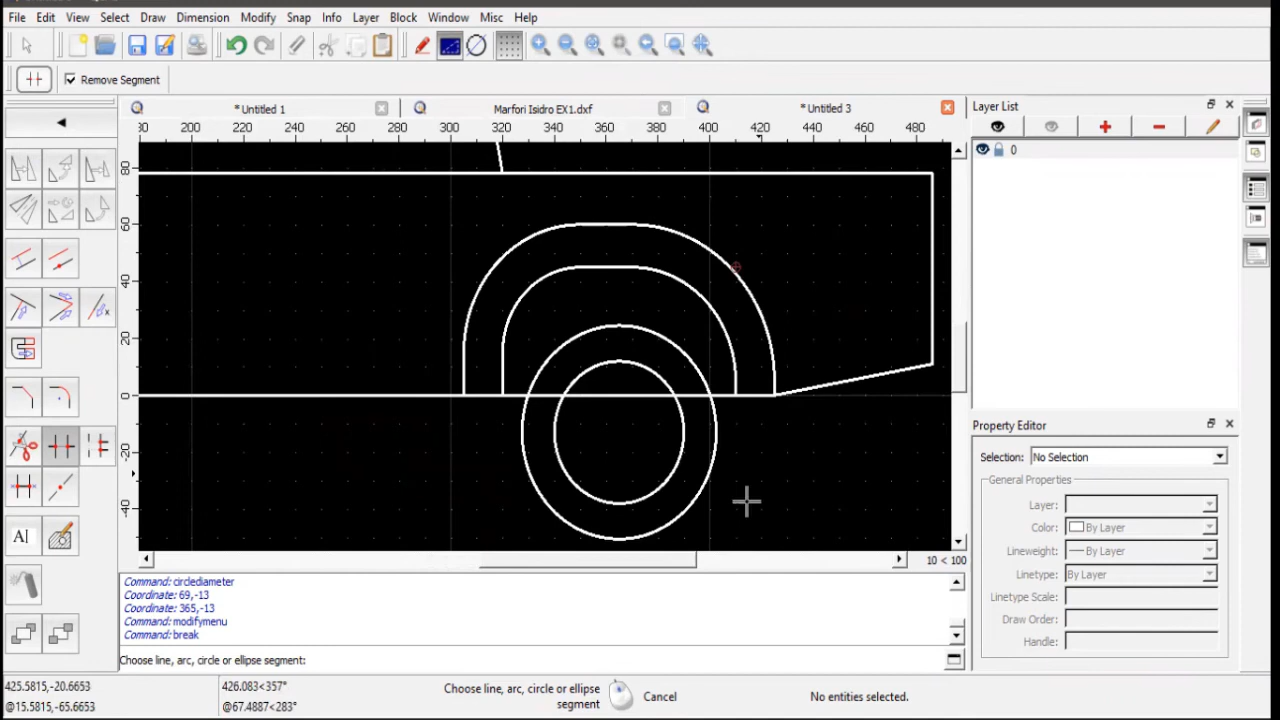 File Edit View Select Draw Dimension Modify Snap Info Layer Block Window Misc Help
Remove Segment
* Untitled 1
Marfori Isidro EX1.dxf
* Untitled 3
Layer List
80 200 220 240 260 280 300 320 340 360 380 400 420 440 460 480
0
80
60
40
20
0
-20
-40
Property Editor
Selection: No Selection
General Properties
Layer:
Color: By Layer
Lineweight: By Layer
Linetype: By Layer
Linetype Scale:
Draw Order:
Handle:
10 < 100
Command: circlediameter
Coordinate: 69,-13
Coordinate: 365,-13
Command: modifymenu
Command: break
Choose line, arc, circle or ellipse segment:
AI
425.5815,-20.6653
@15.5815,-65.6653
426.083<357°
@67.4887<283°
Choose line, arc, circle or ellipse
segment
Cancel
No entities selected.